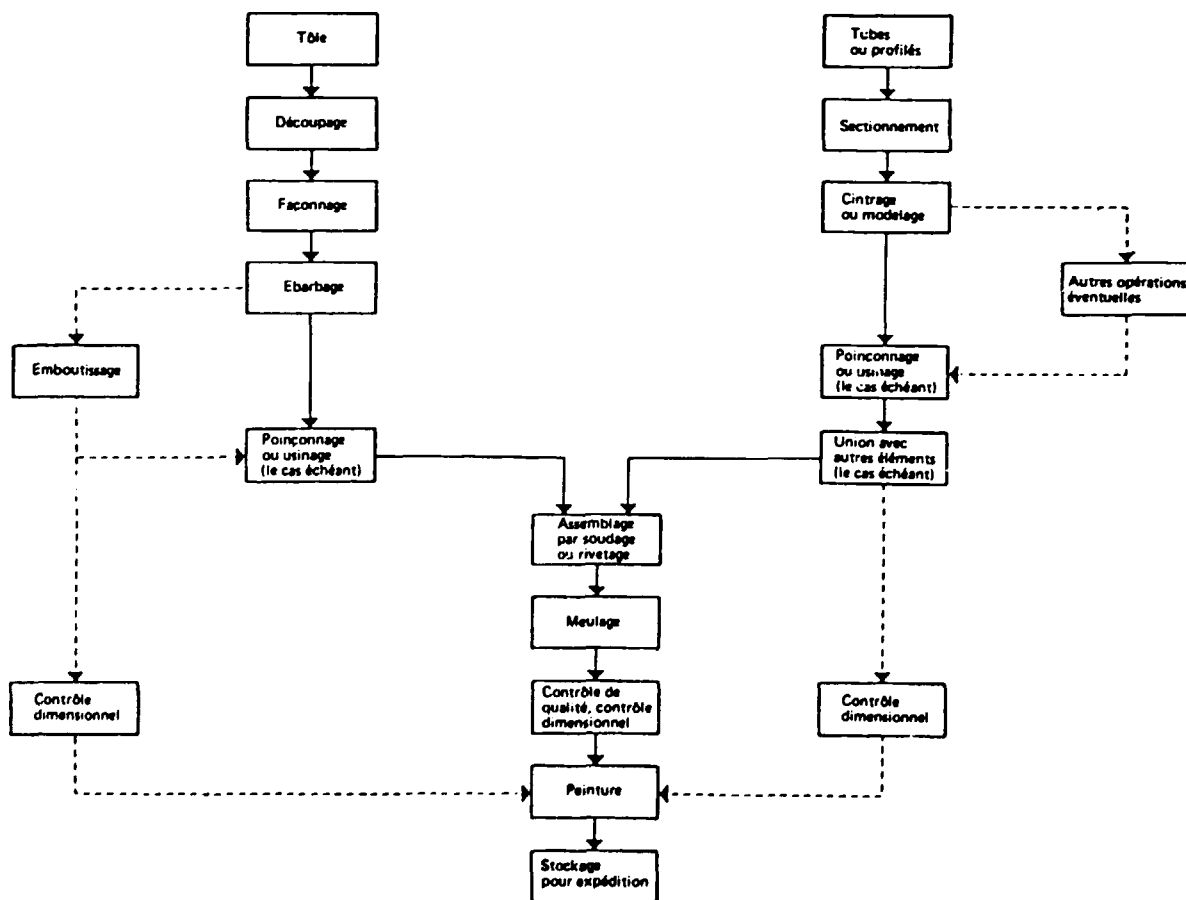 Tôle
Tubes
ou profilés
Découpage
Sectionnement
Façonnage
Cintrage
ou modelage
Ebarbage
Autres opérations
éventuelles
Emboutissage
Poinçonnage
ou usinage
(le cas échéant)
Poinçonnage
ou usinage
(le cas échéant)
Union avec
autres éléments
(le cas échéant)
Assemblage
par soudage
ou rivetage
Meulage
Contrôle
dimensionnel
Contrôle de
qualité, contrôle
dimensionnel
Contrôle
dimensionnel
Peinture
Stockage
pour expédition